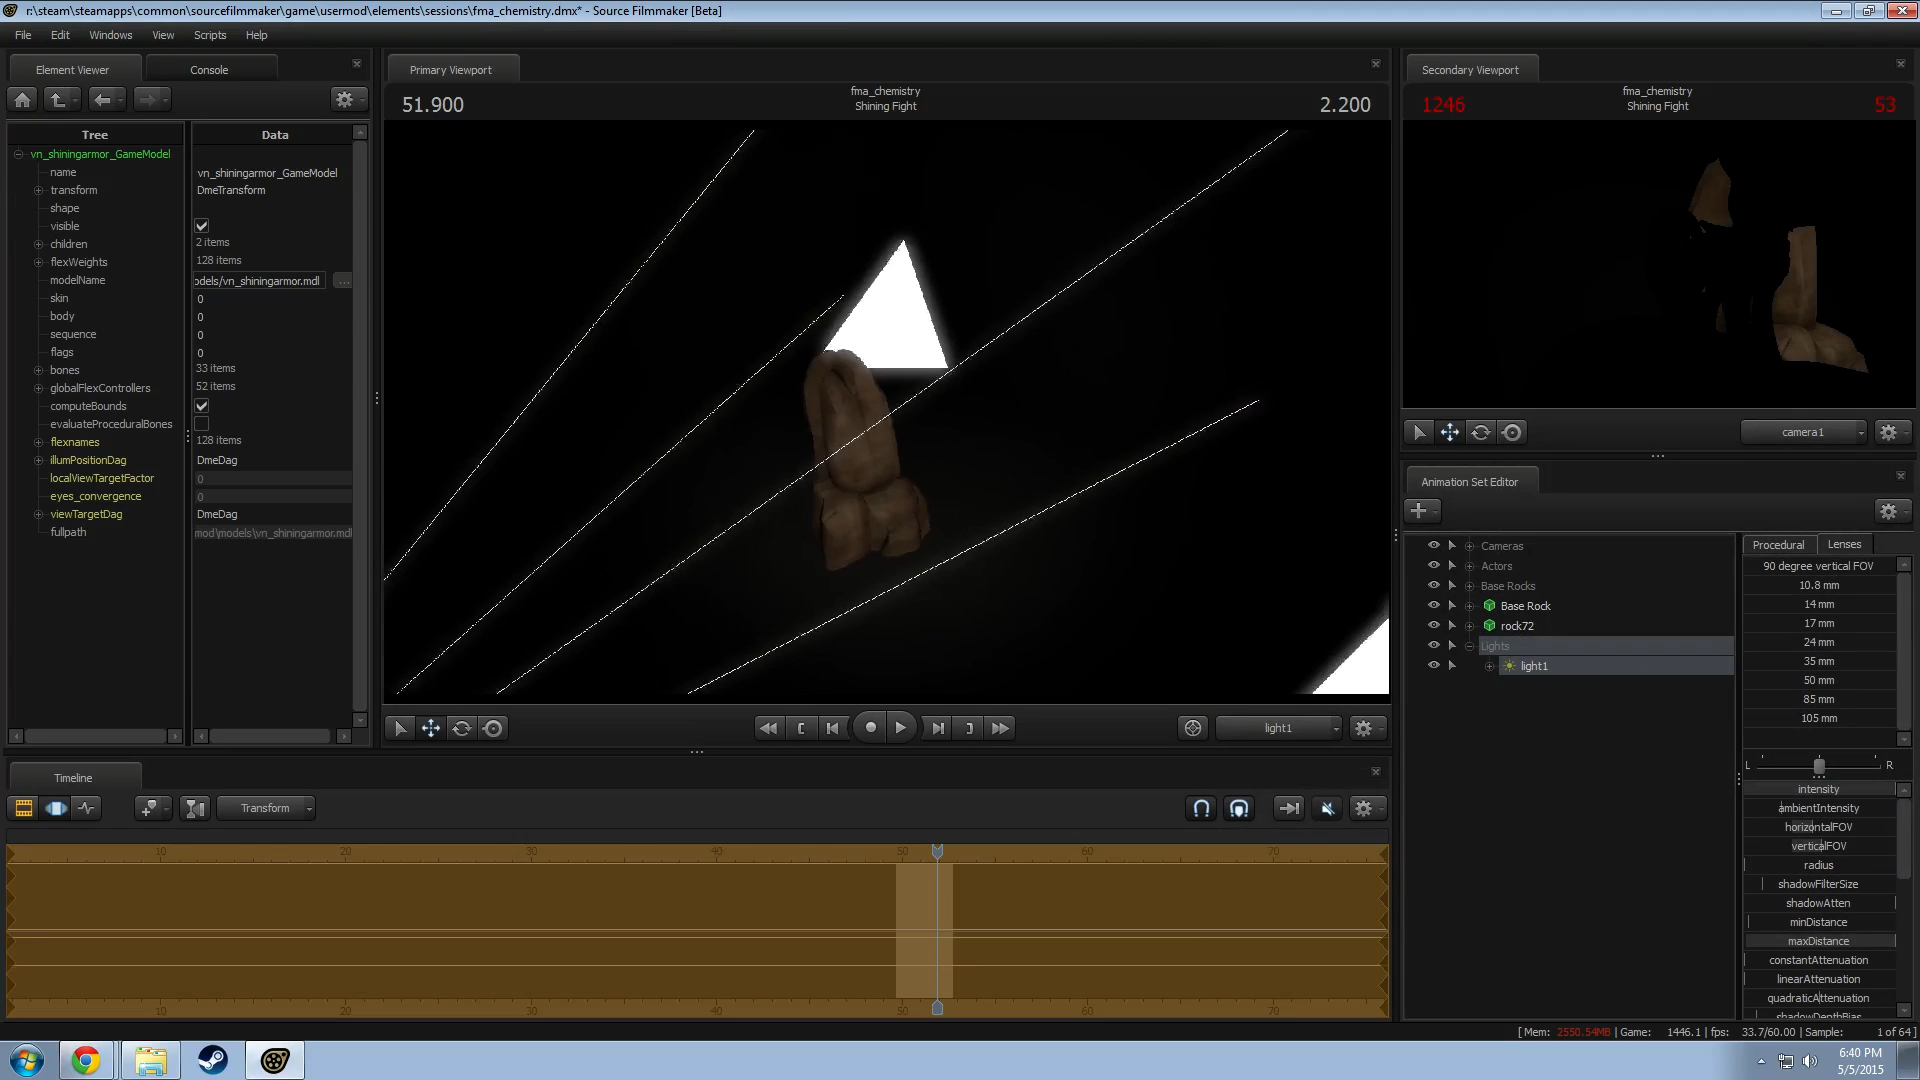 r:\steam\steamapps\common\sourcefilmmaker\game\usermod\elements\sessions\fma_chemistry.dmx* - Source Filmmaker [Beta]
File Edit Windows View Scripts Help
Element Viewer
Console
Tree
Data
vn_shiningarmor_GameModel
name
vn_shiningarmor_GameModel
transform
DmeTransform
shape
visible
children
2 items
flexWeights
128 items
modelName
odels/vn_shiningarmor.mdl
...
skin
0
body
0
sequence
0
flags
0
bones
33 items
globalFlexControllers
52 items
computeBounds
evaluateProceduralBones
flexnames
128 items
illumPositionDag
DmeDag
localViewTargetFactor
0
eyes_convergence
0
viewTargetDag
DmeDag
fullpath
mod\models\vn_shiningarmor.mdl
Primary Viewport
51.900
fma_chemistry
Shining Fight
2.200
light1
Secondary Viewport
1246
fma_chemistry
Shining Fight
53
camera1
Animation Set Editor
Cameras
Actors
Base Rocks
Base Rock
rock72
Lights
light1
Procedural
Lenses
90 degree vertical FOV
10.8 mm
14 mm
17 mm
24 mm
35 mm
50 mm
85 mm
105 mm
L
R
intensity
ambientIntensity
horizontalFOV
verticalFOV
radius
shadowFilterSize
shadowAtten
minDistance
maxDistance
constantAttenuation
linearAttenuation
quadraticAttenuation
shadowDepthBias
Timeline
Transform
10 20 30 40 50 60 70
10 20 30 40 50 60 70
[ Mem: 2550.54MB | Game: 1446.1 | fps: 33.7/60.00 | Sample: 1 of 64 ]
6:40 PM
5/5/2015